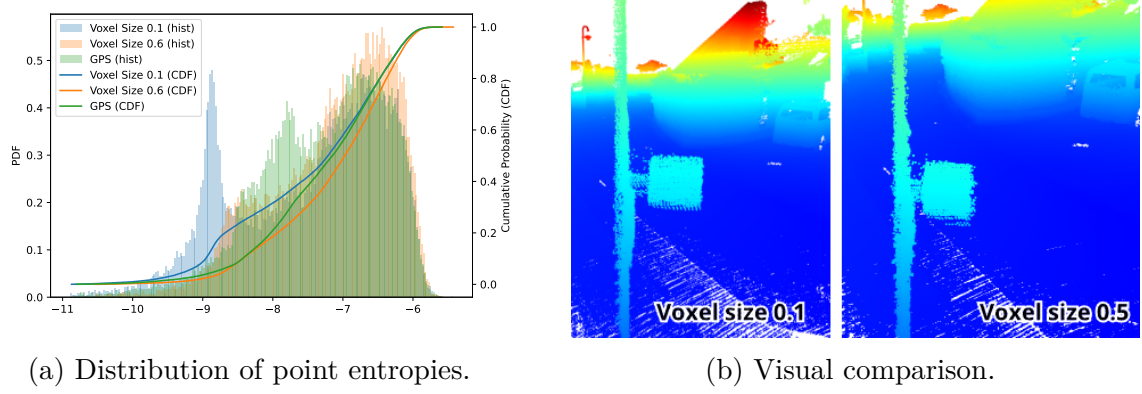 Voxel Size 0.1 (hist)
Voxel Size 0.6 (hist)
GPS (hist)
Voxel Size 0.1 (CDF)
Voxel Size 0.6 (CDF)
GPS (CDF)
PDF
0.5
0.4
0.3
0.2
0.1
0.0
−11
−10
−9
−8
−7
−6
1.0
0.8
0.6
0.4
0.2
0.0
Cumulative Probability (CDF)
Voxel size 0.1
Voxel size 0.5
(a) Distribution of point entropies.
(b) Visual comparison.